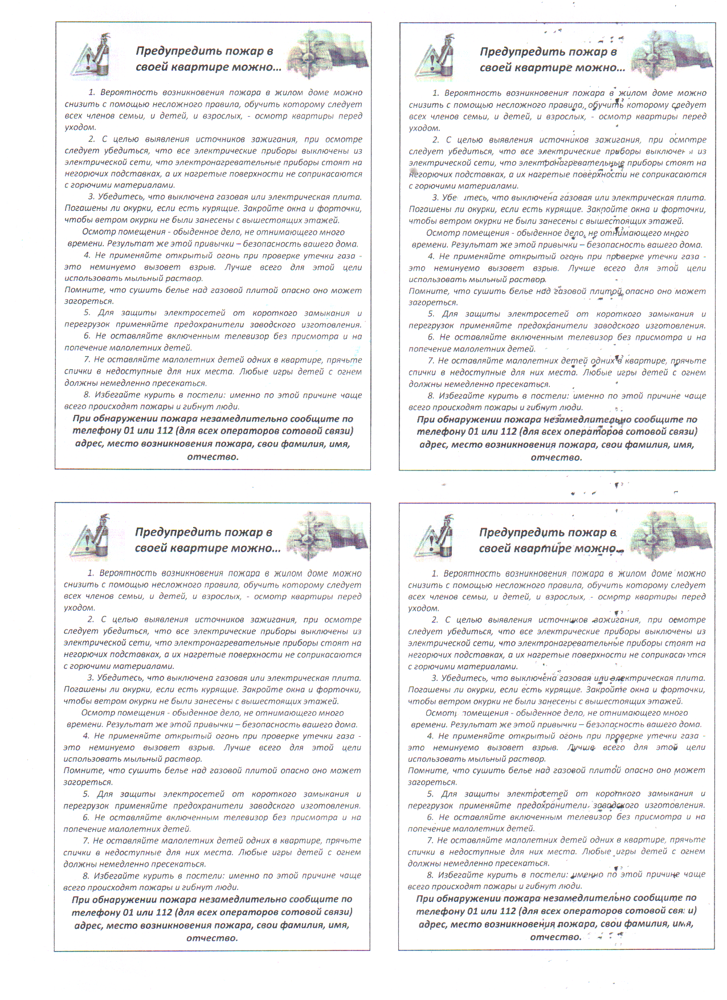 Предупредить пожар в
своей квартире можно...
1. Вероятность возникновения пожара в жилом доме можно
снизить с помощью несложного правила, обучить которому следует
всех членов семьи, и детей, и взрослых, - осмотр квартиры перед
уходом.
2. С целью выявления источников зажигания, при осмотре
следует убедиться, что все электрические приборы выключены из
электрической сети, что электронагревательные приборы стоят на
негорючих подставках, а их нагретые поверхности не соприкасаются
с горючими материалами.
3. Убедитесь, что выключена газовая или электрическая плита.
Погашены ли окурки, если есть курящие. Закройте окна и форточки,
чтобы ветром окурки не были занесены с вышестоящих этажей.
Осмотр помещения - обыденное дело, не отнимающего много
времени. Результат же этой привычки – безопасность вашего дома.
4. Не применяйте открытый огонь при проверке утечки газа -
это неминуемо вызовет взрыв. Лучше всего для этой цели
использовать мыльный раствор.
Помните, что сушить белье над газовой плитой опасно оно может
загореться.
5. Для защиты электросетей от короткого замыкания и
перегрузок применяйте предохранители заводского изготовления.
6. Не оставляйте включенным телевизор без присмотра и на
попечение малолетних детей.
7. Не оставляйте малолетних детей одних в квартире, прячьте
спички в недоступные для них места. Любые игры детей с огнем
должны немедленно пресекаться.
8. Избегайте курить в постели: именно по этой причине чаще
всего происходят пожары и гибнут люди.
При обнаружении пожара незамедлительно сообщите по
телефону 01 или 112 (для всех операторов сотовой связи)
адрес, место возникновения пожара, свои фамилия, имя,
отчество.
Предупредить пожар в
своей квартире можно...
1. Вероятность возникновения пожара в жилом доме можно
снизить с помощью несложного правила, обучить которому следует
всех членов семьи, и детей, и взрослых, - осмотр квартиры перед
уходом.
2. С целью выявления источников зажигания, при осмотре
следует убедиться, что все электрические приборы выключены из
электрической сети, что электронагревательные приборы стоят на
негорючих подставках, а их нагретые поверхности не соприкасаются
с горючими материалами.
3. Убедитесь, что выключена газовая или электрическая плита.
Погашены ли окурки, если есть курящие. Закройте окна и форточки,
чтобы ветром окурки не были занесены с вышестоящих этажей.
Осмотр помещения - обыденное дело, не отнимающего много
времени. Результат же этой привычки – безопасность вашего дома.
4. Не применяйте открытый огонь при проверке утечки газа -
это неминуемо вызовет взрыв. Лучше всего для этой цели
использовать мыльный раствор.
Помните, что сушить белье над газовой плитой опасно оно может
загореться.
5. Для защиты электросетей от короткого замыкания и
перегрузок применяйте предохранители заводского изготовления.
6. Не оставляйте включенным телевизор без присмотра и на
попечение малолетних детей.
7. Не оставляйте малолетних детей одних в квартире, прячьте
спички в недоступные для них места. Любые игры детей с огнем
должны немедленно пресекаться.
8. Избегайте курить в постели: именно по этой причине чаще
всего происходят пожары и гибнут люди.
При обнаружении пожара незамедлительно сообщите по
телефону 01 или 112 (для всех операторов сотовой связи)
адрес, место возникновения пожара, свои фамилия, имя,
отчество.
Предупредить пожар в
своей квартире можно...
1. Вероятность возникновения пожара в жилом доме можно
снизить с помощью несложного правила, обучить которому следует
всех членов семьи, и детей, и взрослых, - осмотр квартиры перед
уходом.
2. С целью выявления источников зажигания, при осмотре
следует убедиться, что все электрические приборы выключены из
электрической сети, что электронагревательные приборы стоят на
негорючих подставках, а их нагретые поверхности не соприкасаются
с горючими материалами.
3. Убедитесь, что выключена газовая или электрическая плита.
Погашены ли окурки, если есть курящие. Закройте окна и форточки,
чтобы ветром окурки не были занесены с вышестоящих этажей.
Осмотр помещения - обыденное дело, не отнимающего много
времени. Результат же этой привычки – безопасность вашего дома.
4. Не применяйте открытый огонь при проверке утечки газа -
это неминуемо вызовет взрыв. Лучше всего для этой цели
использовать мыльный раствор.
Помните, что сушить белье над газовой плитой опасно оно может
загореться.
5. Для защиты электросетей от короткого замыкания и
перегрузок применяйте предохранители заводского изготовления.
6. Не оставляйте включенным телевизор без присмотра и на
попечение малолетних детей.
7. Не оставляйте малолетних детей одних в квартире, прячьте
спички в недоступные для них места. Любые игры детей с огнем
должны немедленно пресекаться.
8. Избегайте курить в постели: именно по этой причине чаще
всего происходят пожары и гибнут люди.
При обнаружении пожара незамедлительно сообщите по
телефону 01 или 112 (для всех операторов сотовой связи)
адрес, место возникновения пожара, свои фамилия, имя,
отчество.
Предупредить пожар в
своей квартире можно...
1. Вероятность возникновения пожара в жилом доме можно
снизить с помощью несложного правила, обучить которому следует
всех членов семьи, и детей, и взрослых, - осмотр квартиры перед
уходом.
2. С целью выявления источников зажигания, при осмотре
следует убедиться, что все электрические приборы выключены из
электрической сети, что электронагревательные приборы стоят на
негорючих подставках, а их нагретые поверхности не соприкасаются
с горючими материалами.
3. Убедитесь, что выключена газовая или электрическая плита.
Погашены ли окурки, если есть курящие. Закройте окна и форточки,
чтобы ветром окурки не были занесены с вышестоящих этажей.
Осмотр помещения - обыденное дело, не отнимающего много
времени. Результат же этой привычки – безопасность вашего дома.
4. Не применяйте открытый огонь при проверке утечки газа -
это неминуемо вызовет взрыв. Лучше всего для этой цели
использовать мыльный раствор.
Помните, что сушить белье над газовой плитой опасно оно может
загореться.
5. Для защиты электросетей от короткого замыкания и
перегрузок применяйте предохранители заводского изготовления.
6. Не оставляйте включенным телевизор без присмотра и на
попечение малолетних детей.
7. Не оставляйте малолетних детей одних в квартире, прячьте
спички в недоступные для них места. Любые игры детей с огнем
должны немедленно пресекаться.
8. Избегайте курить в постели: именно по этой причине чаще
всего происходят пожары и гибнут люди.
При обнаружении пожара незамедлительно сообщите по
телефону 01 или 112 (для всех операторов сотовой связи)
адрес, место возникновения пожара, свои фамилия, имя,
отчество.